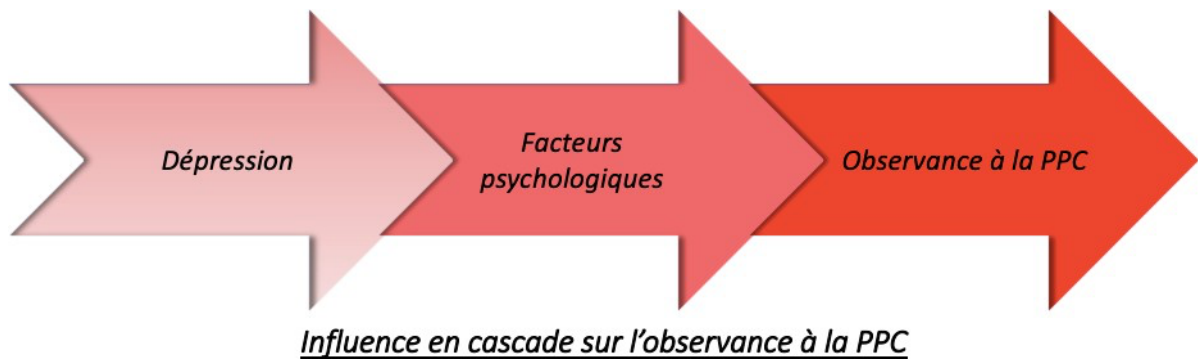 Dépression
Facteurs
psychologiques
Observance à la PPC
Influence en cascade sur l’observance à la PPC